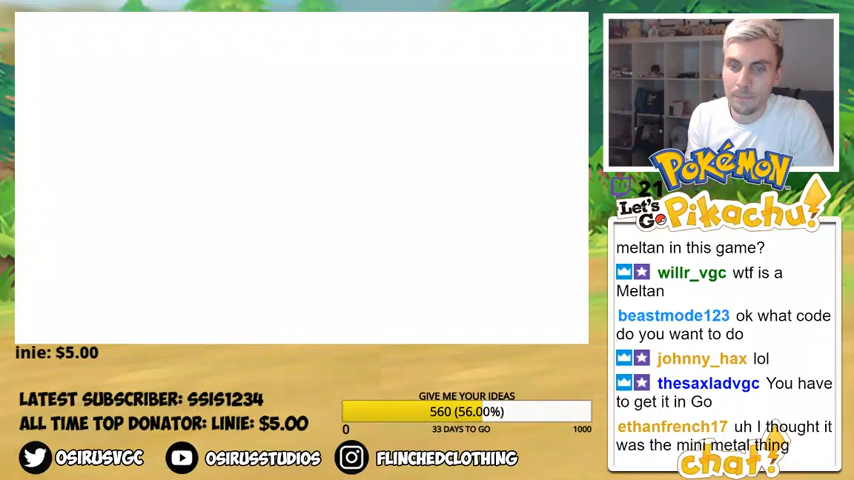 POKÉMON
21
Let's Go Pikachu!
meltan in this game?
willr_vgc wtf is a
Meltan
beastmode123 ok what code
do you want to do
johnny_hax lol
thesaxladvgc You have
to get it in Go
ethanfrench17 uh I thought it
was the mini metal thing
chat!
inie: $5.00
LATEST SUBSCRIBER: SSIS1234
ALL TIME TOP DONATOR: LINIE: $5.00
GIVE ME YOUR IDEAS
560 (56.00%)
0 33 DAYS TO GO 1000
OSIRUSVGC OSIRUSSTUDIOS FLINCHEDCLOTHING